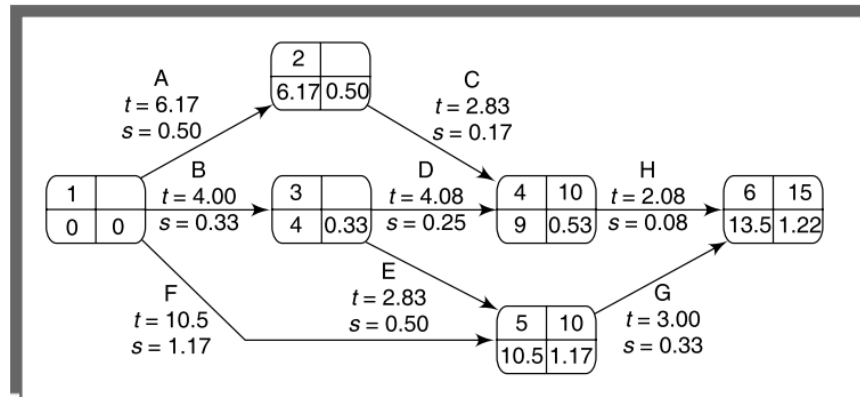 2
6.17 0.50
A
t = 6.17
s = 0.50
C
t = 2.83
s = 0.17
1
0 0
B
t = 4.00
s = 0.33
3
4 0.33
D
t = 4.08
s = 0.25
4 10
9 0.53
H
t = 2.08
s = 0.08
6 15
13.5 1.22
F
t = 10.5
s = 1.17
E
t = 2.83
s = 0.50
5 10
10.5 1.17
G
t = 3.00
s = 0.33